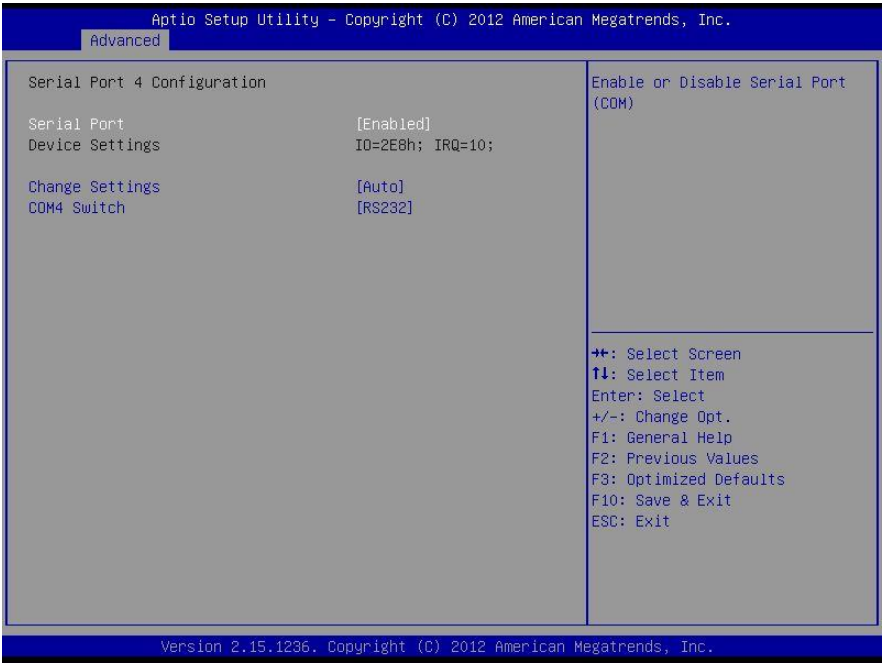 Aptio Setup Utility – Copyright (C) 2012 American Megatrends, Inc.
Advanced
Serial Port 4 Configuration
Serial Port [Enabled]
Device Settings IO=2E8h; IRQ=10;
Change Settings [Auto]
COM4 Switch [RS232]
Enable or Disable Serial Port
(COM)
→←: Select Screen
↑↓: Select Item
Enter: Select
+/-: Change Opt.
F1: General Help
F2: Previous Values
F3: Optimized Defaults
F10: Save & Exit
ESC: Exit
Version 2.15.1236. Copyright (C) 2012 American Megatrends, Inc.